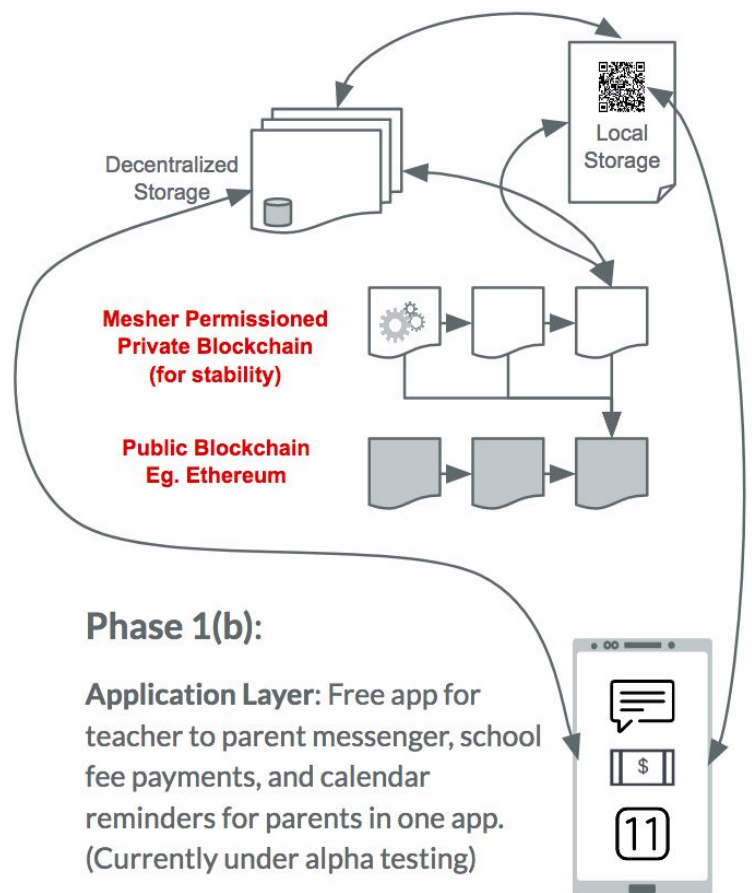 Local
Storage
Decentralized
Storage
Mesher Permissioned
Private Blockchain
(for stability)
Public Blockchain
Eg. Ethereum
Phase 1(b):
Application Layer: Free app for
teacher to parent messenger, school
fee payments, and calendar
reminders for parents in one app.
(Currently under alpha testing)
$
11